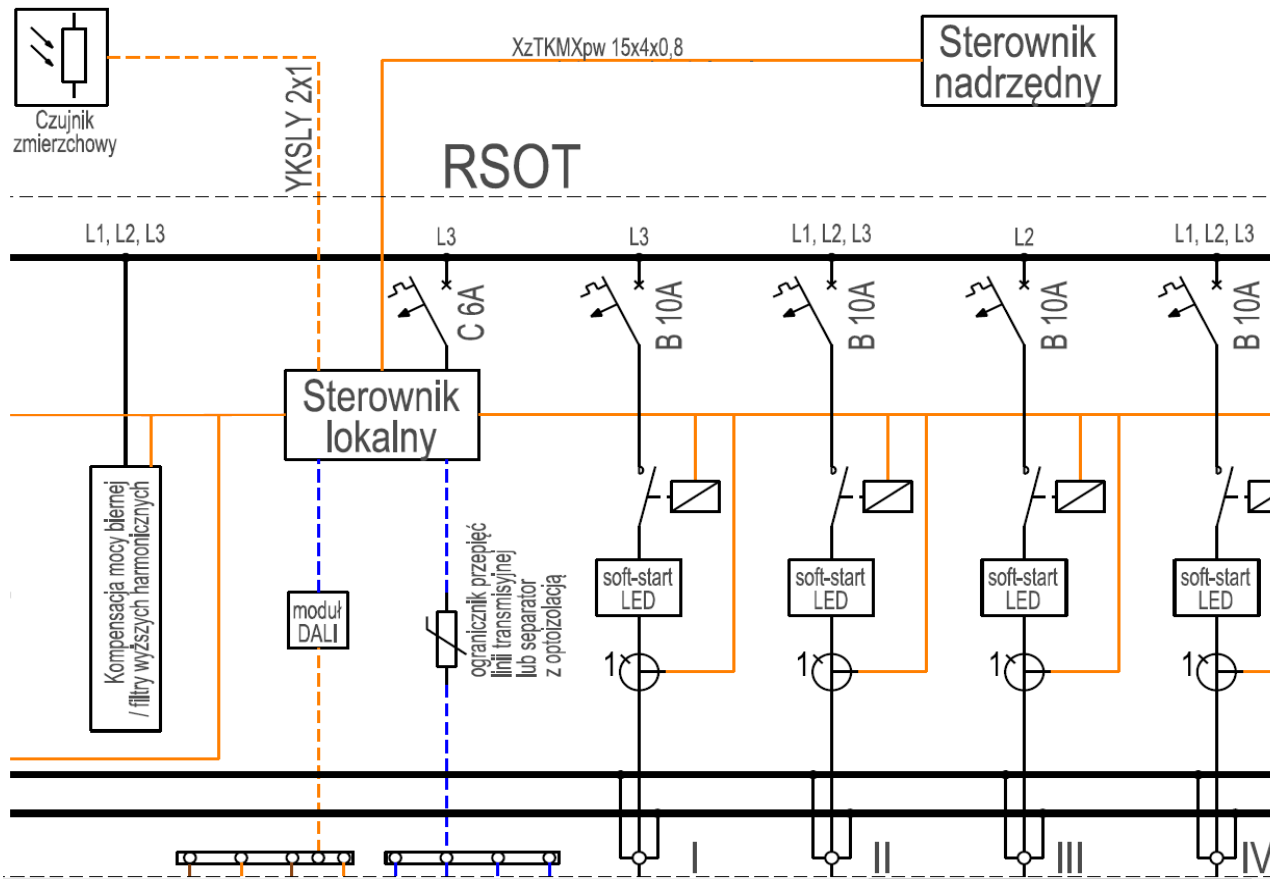 XzTKMXpw 15x4x0,8
Sterownik
nadrzędny
Czujnik
zmierzchowy
YKSLY 2x1
RSOT
L1, L2, L3
L3
L3
L1, L2, L3
L2
L1, L2, L3
C 6A
B 10A
B 10A
B 10A
B 10A
Sterownik
lokalny
Kompensacja mocy biernej
/ filtry wyższych harmonicznych
moduł
DALI
ogranicznik przepięć
linii transmisyjnej
lub separator
z optoizolacją
soft-start
LED
soft-start
LED
soft-start
LED
soft-start
LED
1
1
1
1
I
II
III
IV